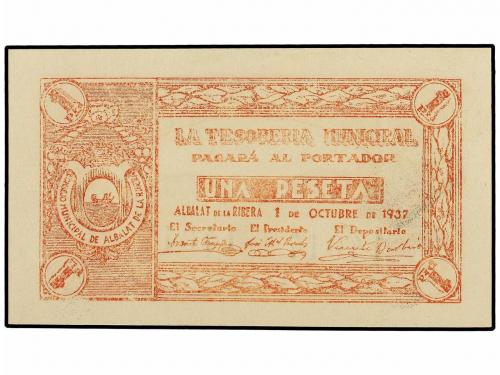 LA TESORERIA MUNICIPAL
PAGARÁ AL PORTADOR
UNA PESETA
ALBALAT DE LA RIBERA 1 DE OCTUBRE DE 1937
El Secretario El Presidente El Depositario
CONSEJO MUNICIPAL DE ALBALAT DE LA RIBERA